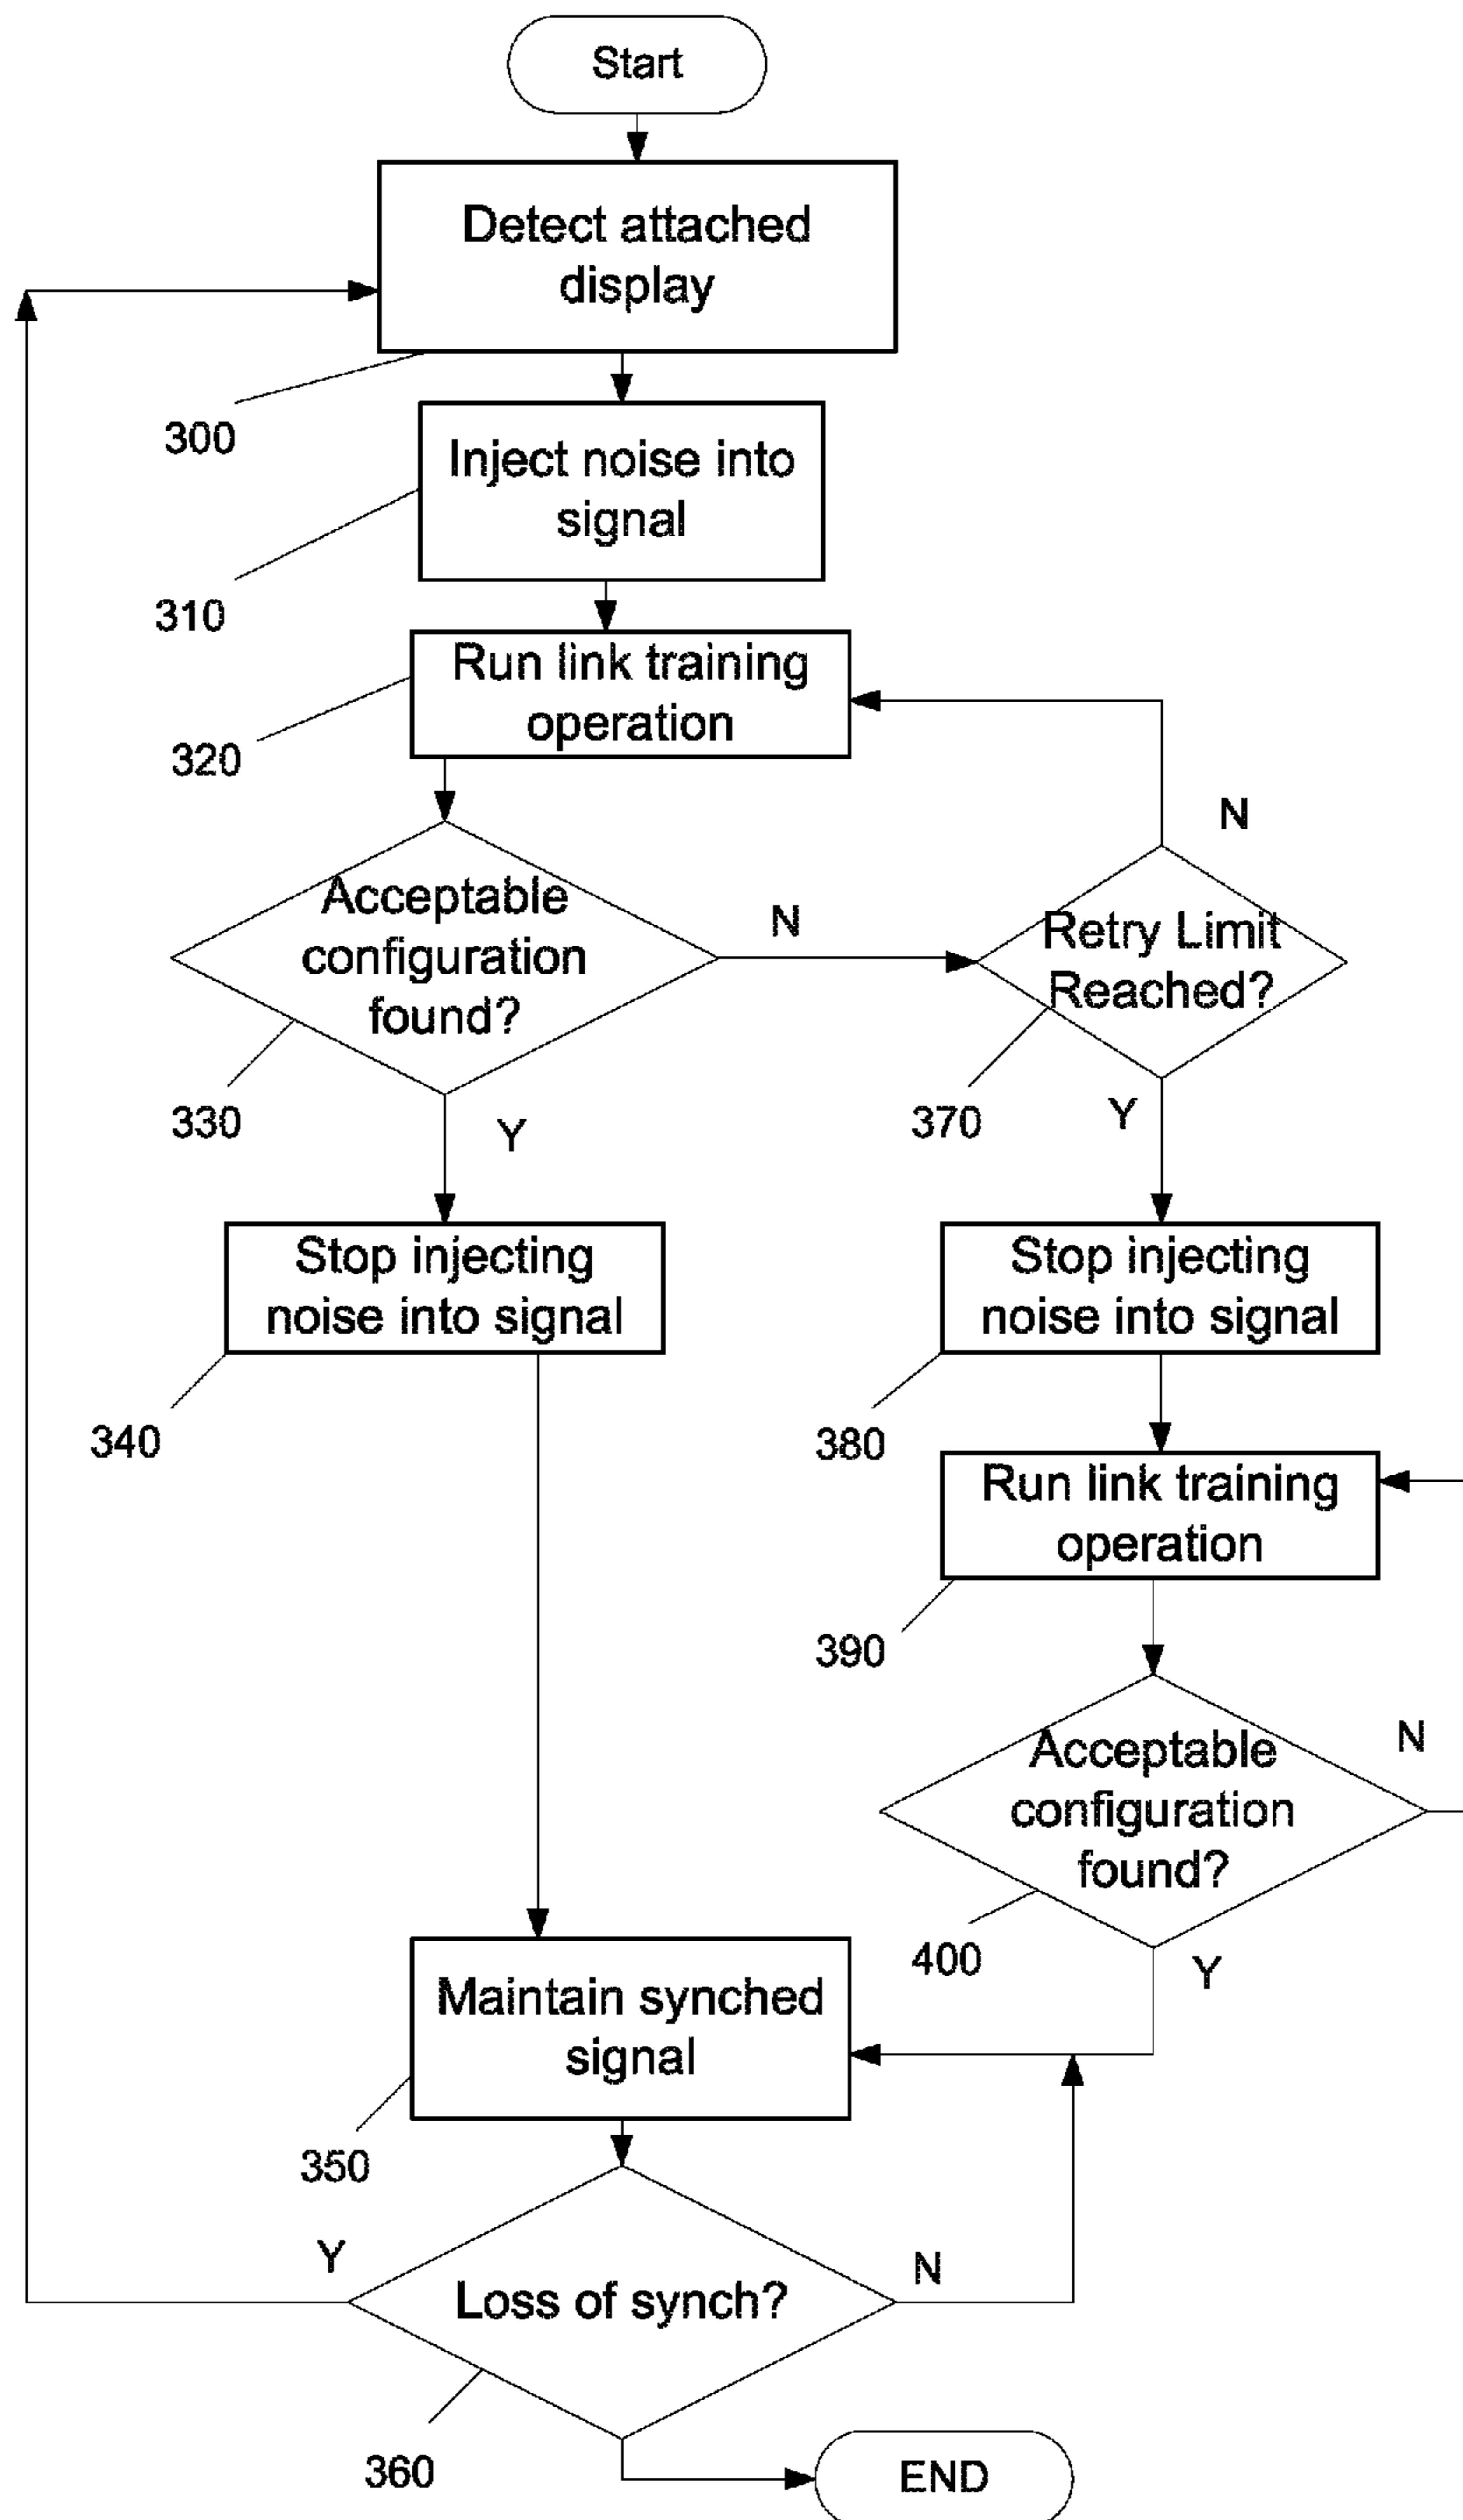 Start
Detect attached
display
300
Inject noise into
signal
310
Run link training
operation
320
N
Acceptable
configuration
found?
N
Retry Limit
Reached?
330
Y
370
Y
Stop injecting
noise into signal
Stop injecting
noise into signal
340
380
Run link training
operation
390
Acceptable
configuration
found?
N
400
Y
Maintain synched
signal
350
Y
Loss of synch?
N
360
END